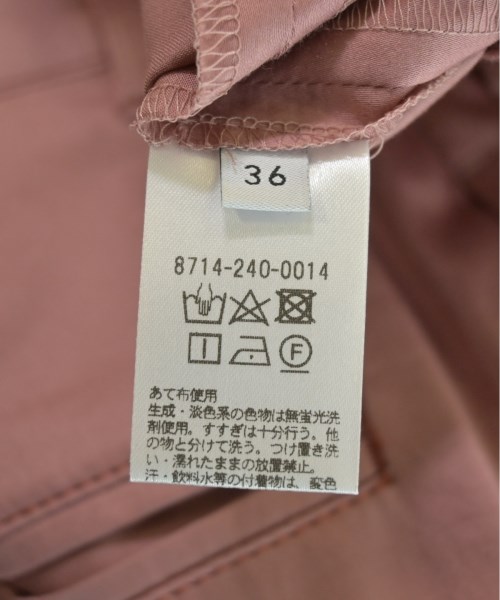 36
8714-240-0014
F
あて布使用
生成・淡色系の色物は無蛍光洗
剤使用。すすぎは十分行う。他
の物と分けて洗う。つけ置き洗
い・濡れたままの放置禁止。
汗・飲料水等の付着物は、変色